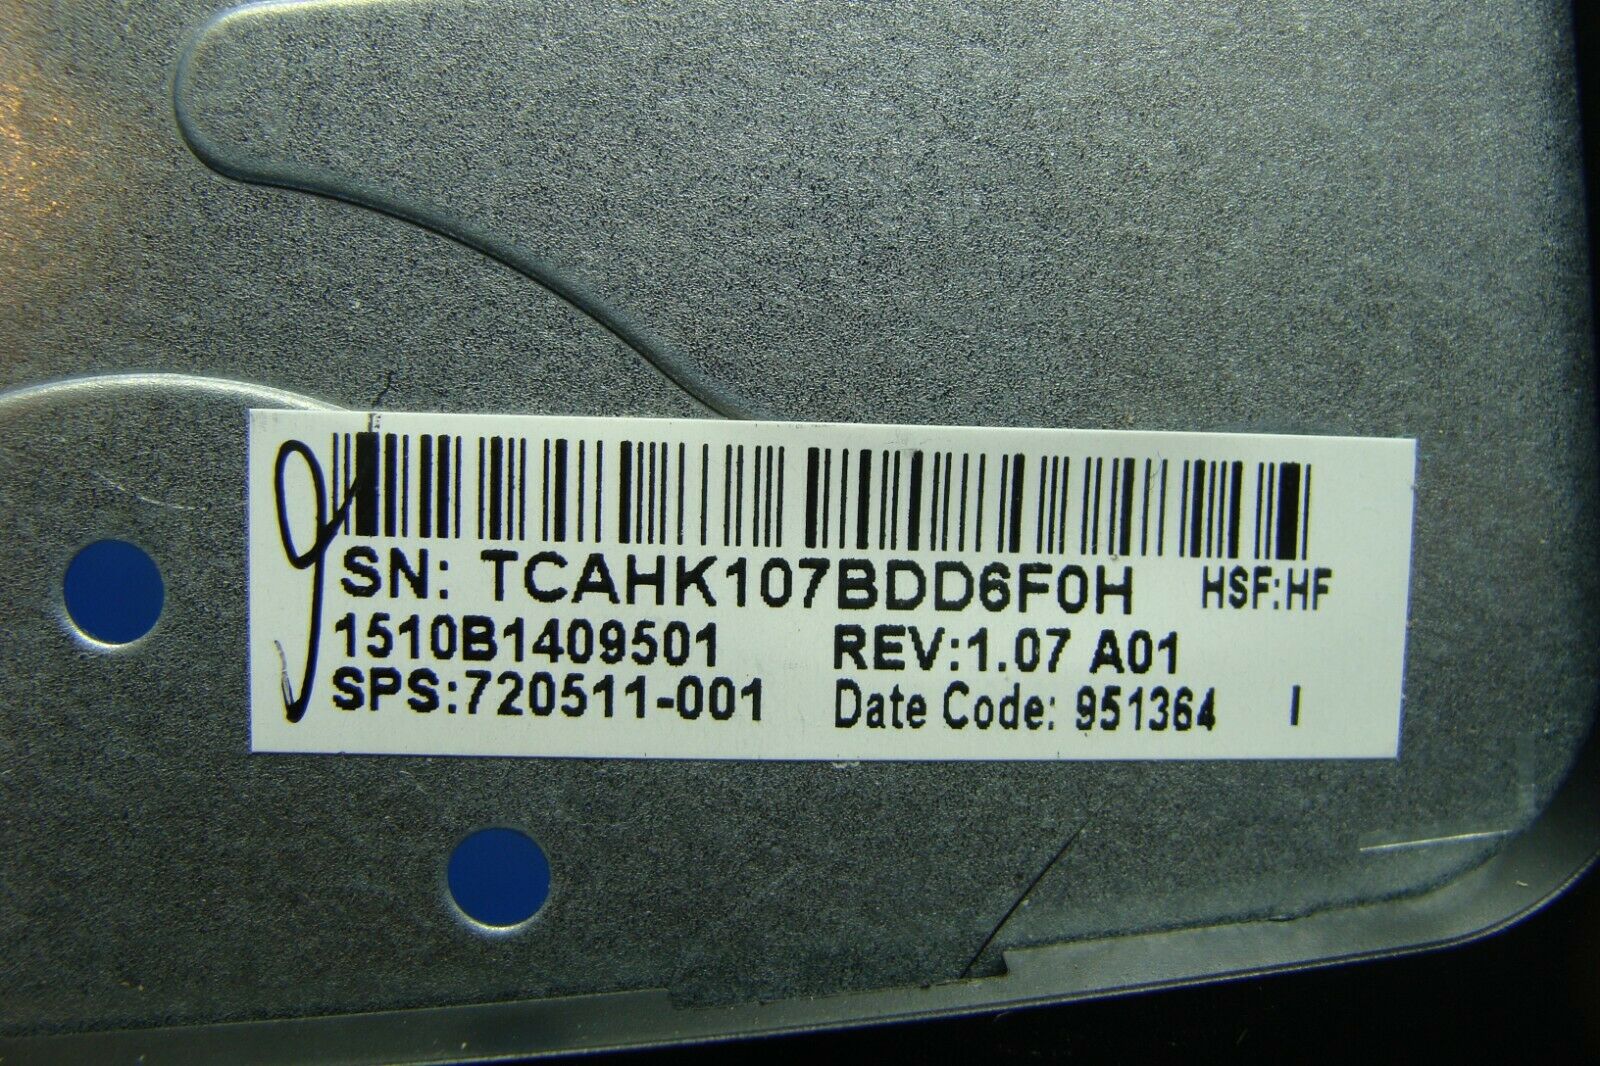 SN: TCAHK107BDD6F0H HSF:HF
1510B1409501 REV:1.07 A01
SPS:720511-001 Date Code: 951364 I